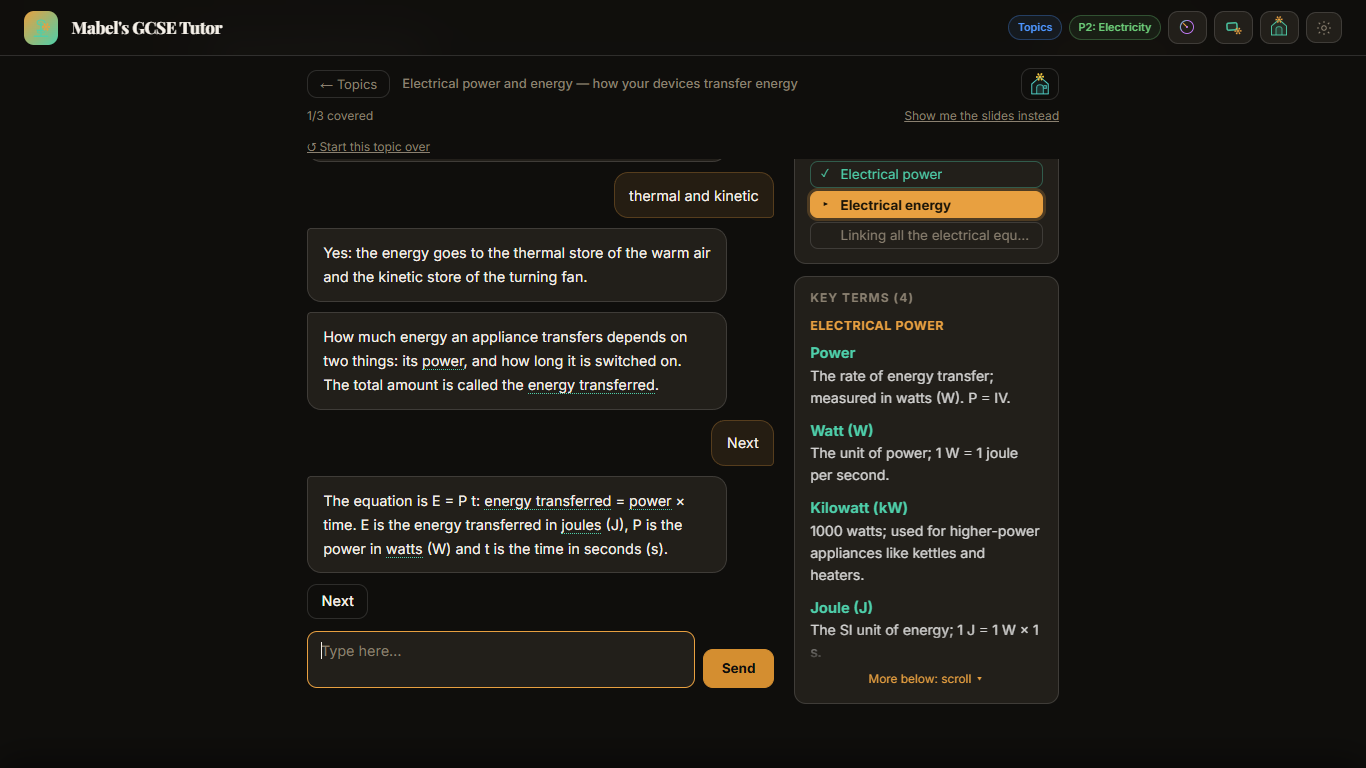 Mabel's GCSE Tutor
Topics
P2: Electricity
← Topics
Electrical power and energy — how your devices transfer energy
1/3 covered
Show me the slides instead
↺ Start this topic over
thermal and kinetic
Yes: the energy goes to the thermal store of the warm air
and the kinetic store of the turning fan.
How much energy an appliance transfers depends on
two things: its power, and how long it is switched on.
The total amount is called the energy transferred.
Next
The equation is E = P t: energy transferred = power ×
time. E is the energy transferred in joules (J), P is the
power in watts (W) and t is the time in seconds (s).
Next
Type here...
Send
✓ Electrical power
‣ Electrical energy
Linking all the electrical equ...
KEY TERMS (4)
ELECTRICAL POWER
Power
The rate of energy transfer;
measured in watts (W). P = IV.
Watt (W)
The unit of power; 1 W = 1 joule
per second.
Kilowatt (kW)
1000 watts; used for higher-power
appliances like kettles and
heaters.
Joule (J)
The SI unit of energy; 1 J = 1 W × 1
s.
More below: scroll ▾